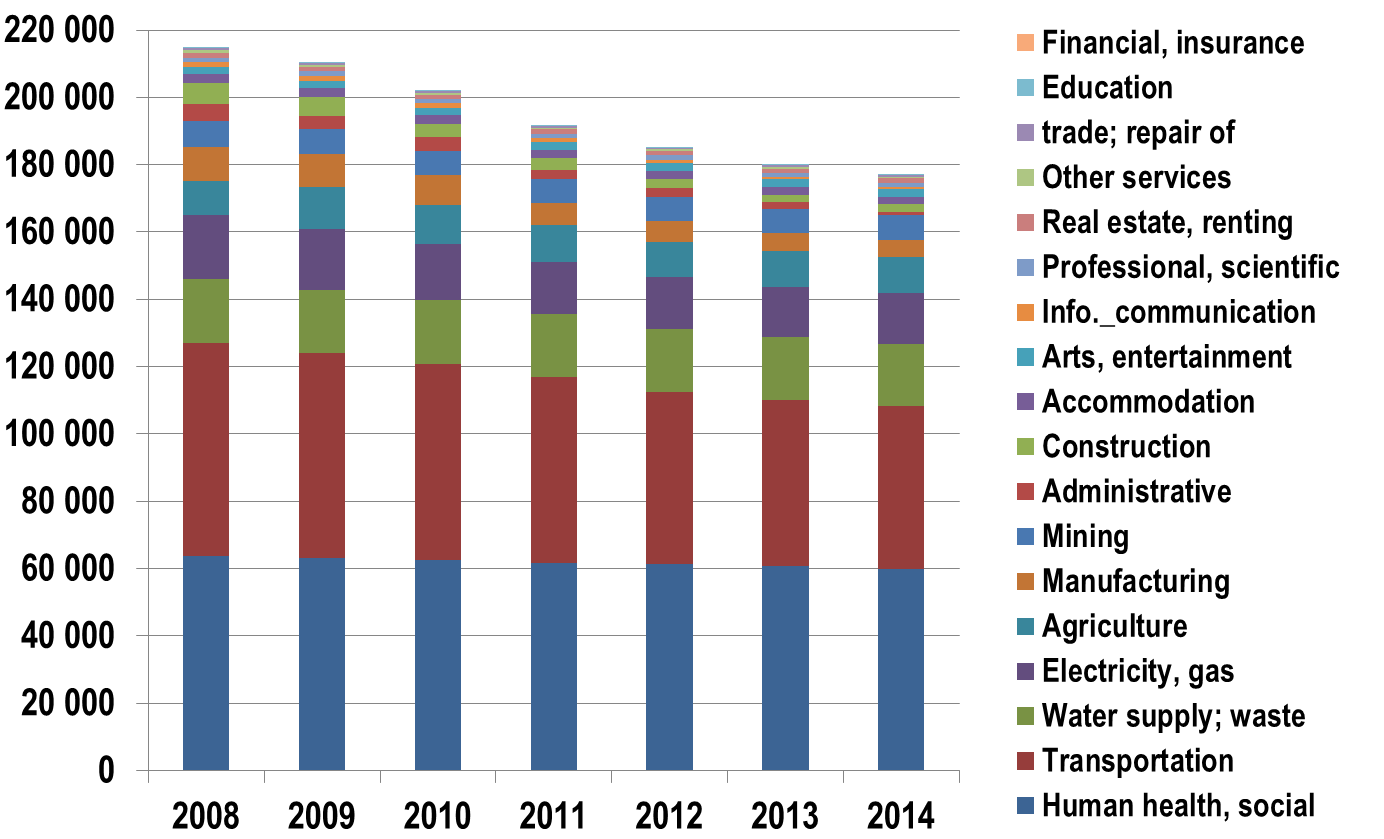 220 000
200 000
180 000
160 000
140 000
120 000
100 000
80 000
60 000
40 000
20 000
0
2008 2009 2010 2011 2012 2013 2014
Financial, insurance
Education
trade; repair of
Other services
Real estate, renting
Professional, scientific
Info._communication
Arts, entertainment
Accommodation
Construction
Administrative
Mining
Manufacturing
Agriculture
Electricity, gas
Water supply; waste
Transportation
Human health, social